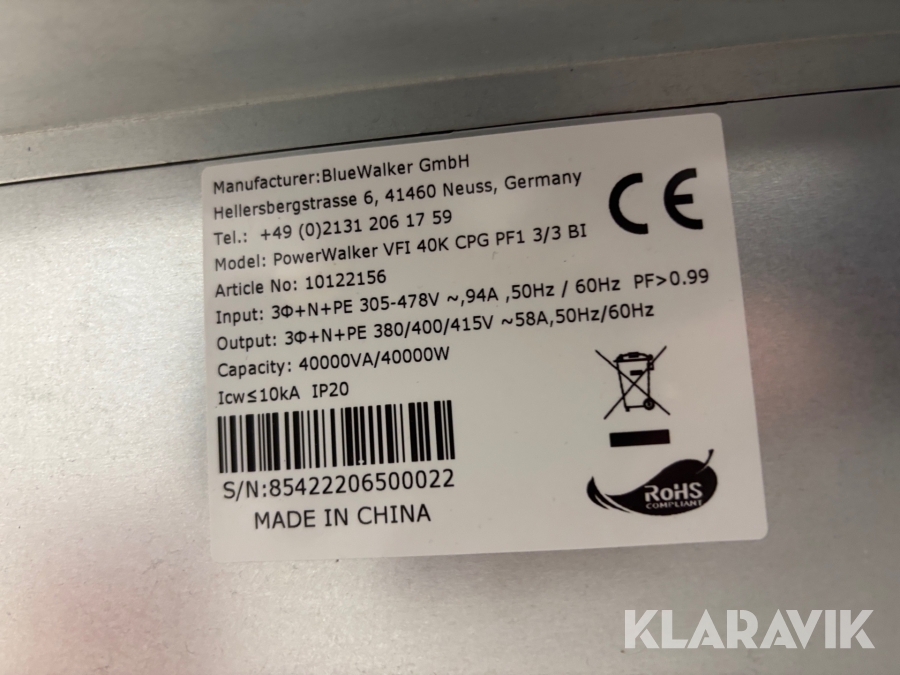 Manufacturer:BlueWalker GmbH
Hellersbergstrasse 6, 41460 Neuss, Germany
Tel.: +49 (0)2131 206 17 59
Model: PowerWalker VFI 40K CPG PF1 3/3 BI
Article No: 10122156
Input: 3Φ+N+PE 305-478V ~,94A ,50Hz / 60Hz PF>0.99
Output: 3Φ+N+PE 380/400/415V ~58A,50Hz/60Hz
Capacity: 40000VA/40000W
Icw≤10kA IP20
S/N:85422206500022
MADE IN CHINA
CE
RoHS
COMPLIANT
KLARAVIK